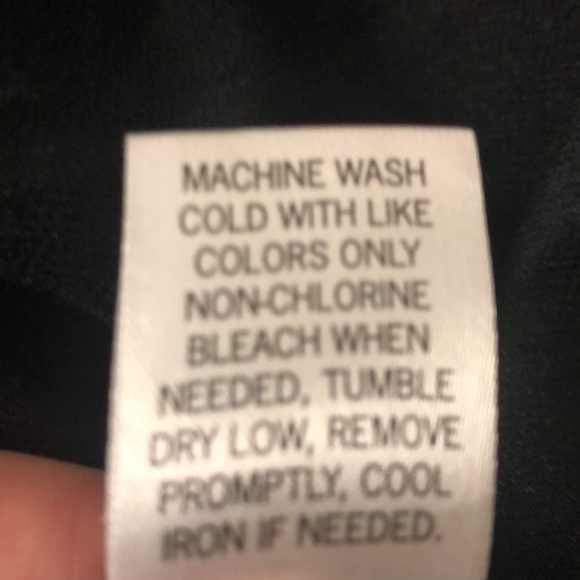 MACHINE WASH
COLD WITH LIKE
COLORS ONLY
NON-CHLORINE
BLEACH WHEN
NEEDED, TUMBLE
DRY LOW, REMOVE
PROMPTLY, COOL
IRON IF NEEDED.